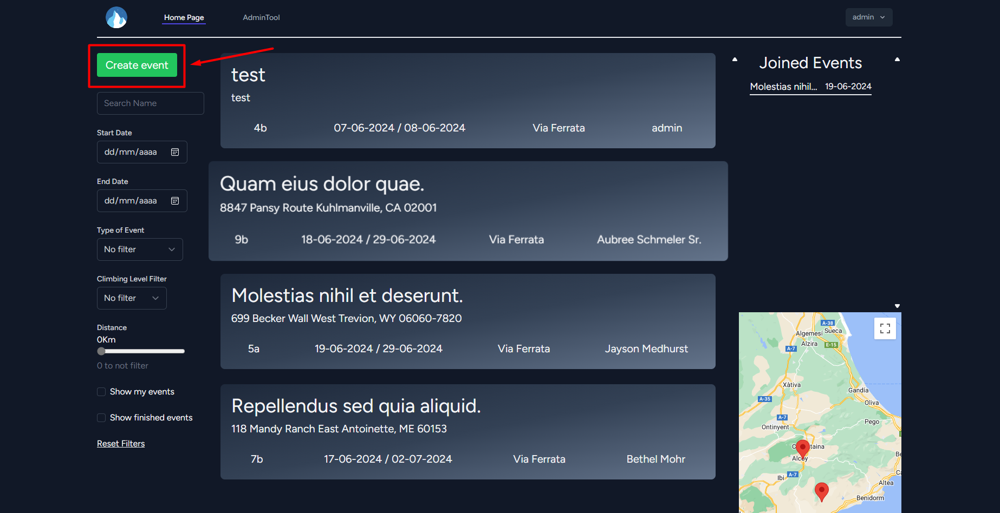 Home Page
AdminTool
admin
Create event
Search Name
Start Date
dd/mm/aaaa
End Date
dd/mm/aaaa
Type of Event
No filter
Climbing Level Filter
No filter
Distance
0Km
0 to not filter
Show my events
Show finished events
Reset Filters
test
test
4b 07-06-2024 / 08-06-2024 Via Ferrata admin
Quam eius dolor quae.
8847 Pansy Route Kuhlmanville, CA 02001
9b 18-06-2024 / 29-06-2024 Via Ferrata Aubree Schmeler Sr.
Molestias nihil et deserunt.
699 Becker Wall West Trevion, WY 06060-7820
5a 19-06-2024 / 29-06-2024 Via Ferrata Jayson Medhurst
Repellendus sed quia aliquid.
118 Mandy Ranch East Antoinette, ME 60153
7b 17-06-2024 / 02-07-2024 Via Ferrata Bethel Mohr
Joined Events
Molestias nihil... 19-06-2024
A-38
Algemesí Sueca
Alzira E-15
A-7
Xàtiva
Gandía
A-35
Oliva
A-7
Pego
Ontinyent
Alcoy
Ibi A-7
Altea
Benidorm